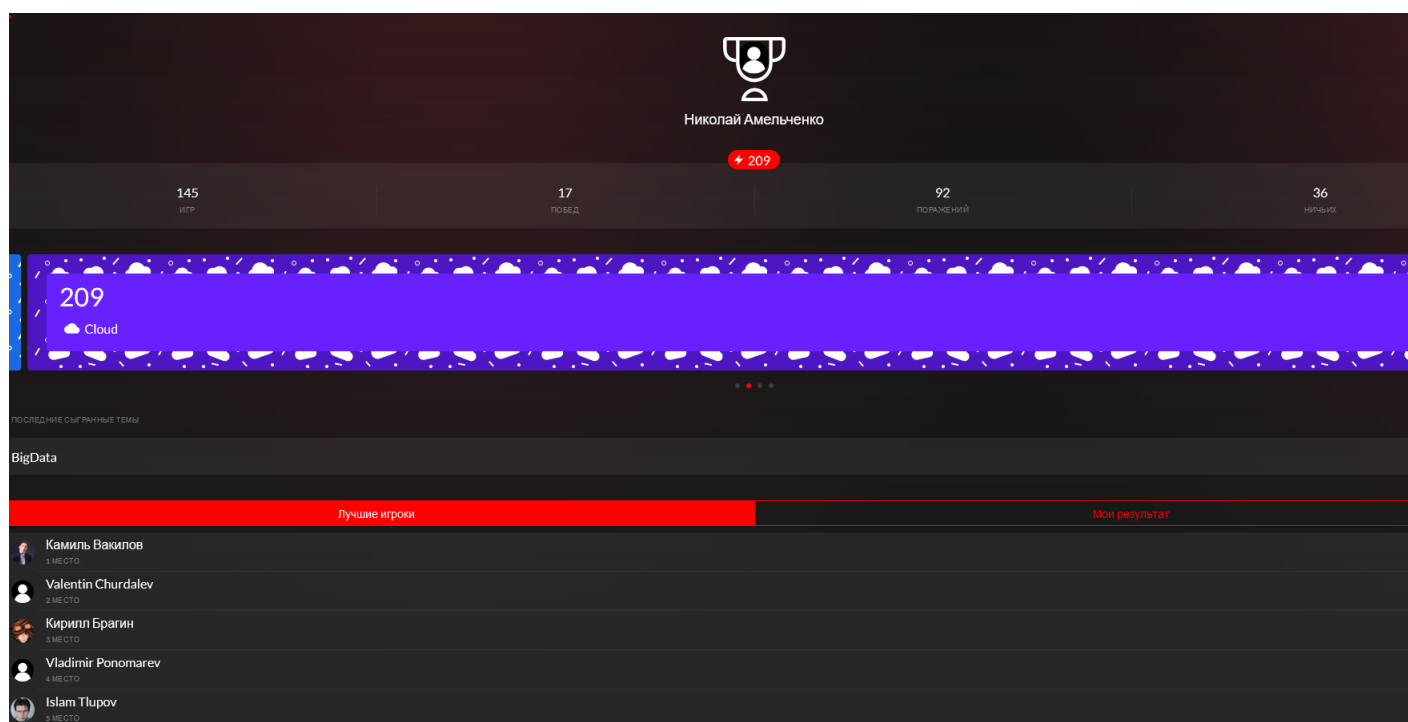 Николай Амельченко
209
145
17
92
36
ИГР
ПОБЕД
ПОРАЖЕНИЙ
НИЧЬИХ
209
Cloud
ПОСЛЕДНИЕ СЫГРАННЫЕ ТЕМЫ
BigData
Лучшие игроки
Мои результат
Камиль Вакилов
1 МЕСТО
Valentin Churdalev
2 МЕСТО
Кирилл Брагин
3 МЕСТО
Vladimir Ponomarev
4 МЕСТО
Islam Tlupov
5 МЕСТО